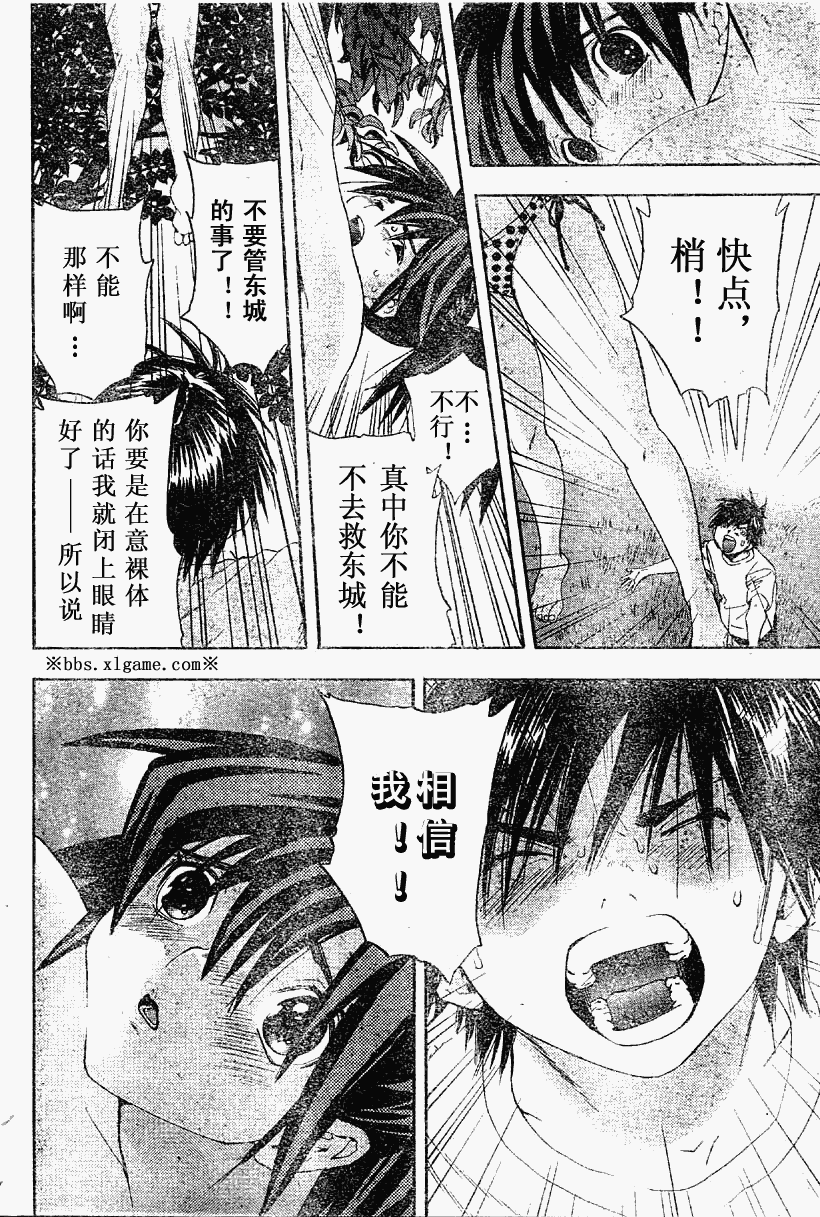 快点，
梢！！
不…
不行！
真中你不能
不去救东城！
不要管东城
的事了！！
不能
那样啊…
你要是在意裸体
的话我就闭上眼睛
好了——所以说
※bbs.xlgame.com※
相信
我！！